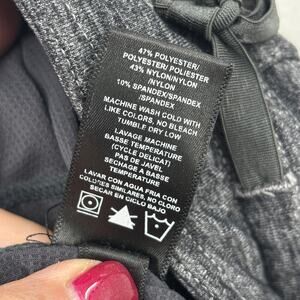 47% POLYESTER/
POLYESTER/ POLIESTER
43% NYLON/NYLON
/NYLON
10% SPANDEX/SPANDEX
/SPANDEX
MACHINE WASH COLD WITH
LIKE COLORS, NO BLEACH
TUMBLE DRY LOW
LAVAGE MACHINE
BASSE TEMPERATURE
(CYCLE DELICAT)
PAS DE JAVEL
SECHAGE A BASSE
TEMPERATURE
LAVAR CON AGUA FRIA CON
COLORES SIMILARES, NO CLORO
SECAR EN CICLO BAJO